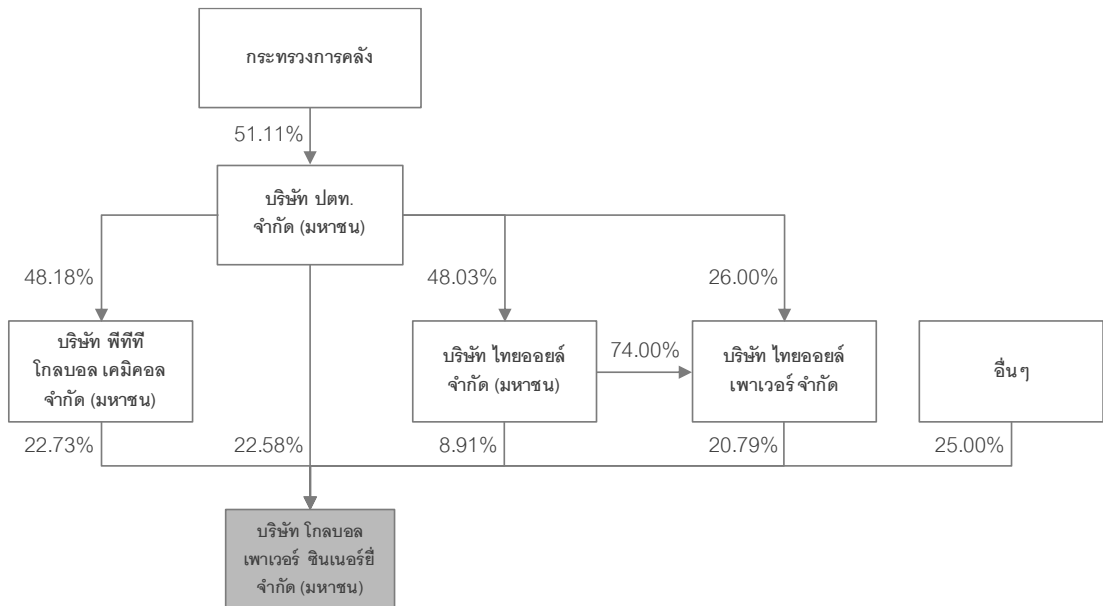 กระทรวงการคลัง
51.11%
บริษัท ปตท.
จำกัด (มหาชน)
48.18%
48.03%
26.00%
บริษัท พีทีที
โกลบอล เคมิคอล
จำกัด (มหาชน)
บริษัท ไทยออยล์
จำกัด (มหาชน)
74.00%
บริษัท ไทยออยล์
เพาเวอร์ จำกัด
อื่นๆ
22.73%
22.58%
8.91%
20.79%
25.00%
บริษัท โกลบอล
เพาเวอร์ ซินเนอร์ยี่
จำกัด (มหาชน)